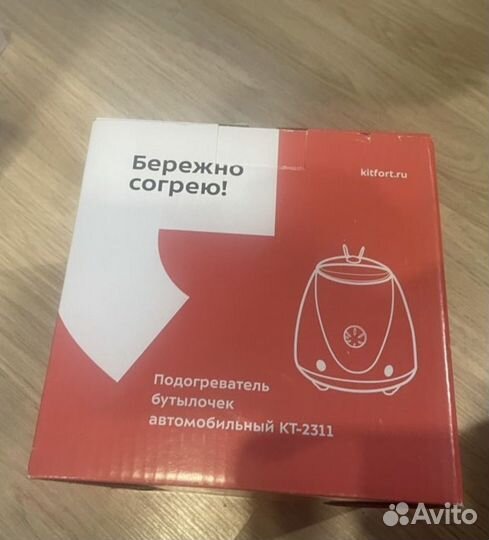 Бережно
согрею!
kitfort.ru
Подогреватель
бутылочек
автомобильный КТ-2311
Avito